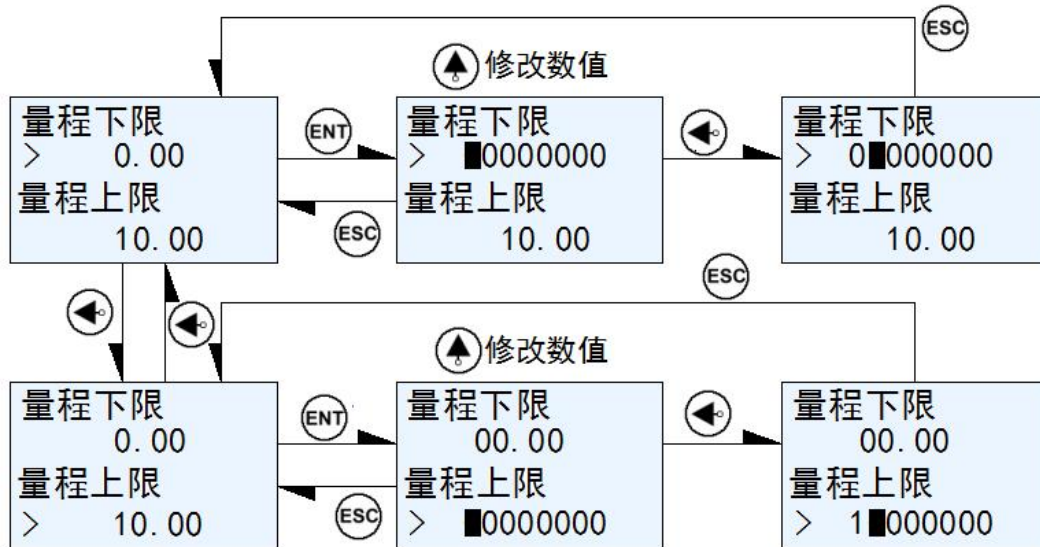 ESC
修改数值
量程下限
> 0.00
量程上限
10.00
ENT
ESC
量程下限
> █0000000
量程上限
10.00
量程下限
> 0█000000
量程上限
10.00
ESC
修改数值
量程下限
0.00
量程上限
> 10.00
ENT
ESC
量程下限
00.00
量程上限
> █0000000
量程下限
00.00
量程上限
> 1█000000